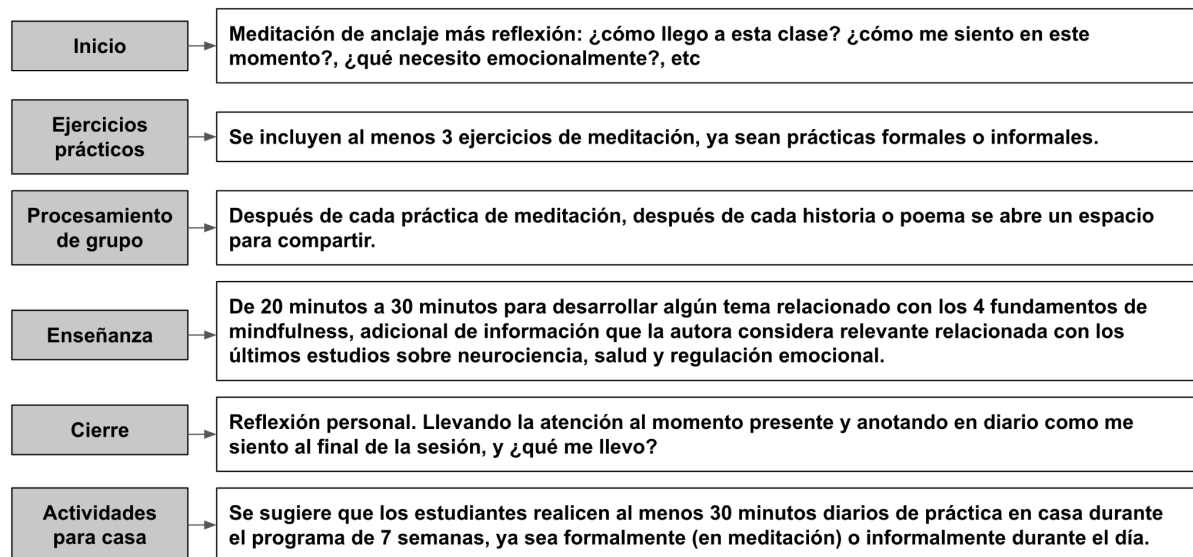 Inicio
Meditación de anclaje más reflexión: ¿cómo llego a esta clase? ¿cómo me siento en este
momento?, ¿qué necesito emocionalmente?, etc
Ejercicios
prácticos
Se incluyen al menos 3 ejercicios de meditación, ya sean prácticas formales o informales.
Procesamiento
de grupo
Después de cada práctica de meditación, después de cada historia o poema se abre un espacio
para compartir.
Enseñanza
De 20 minutos a 30 minutos para desarrollar algún tema relacionado con los 4 fundamentos de
mindfulness, adicional de información que la autora considera relevante relacionada con los
últimos estudios sobre neurociencia, salud y regulación emocional.
Cierre
Reflexión personal. Llevando la atención al momento presente y anotando en diario como me
siento al final de la sesión, y ¿qué me llevo?
Actividades
para casa
Se sugiere que los estudiantes realicen al menos 30 minutos diarios de práctica en casa durante
el programa de 7 semanas, ya sea formalmente (en meditación) o informalmente durante el día.